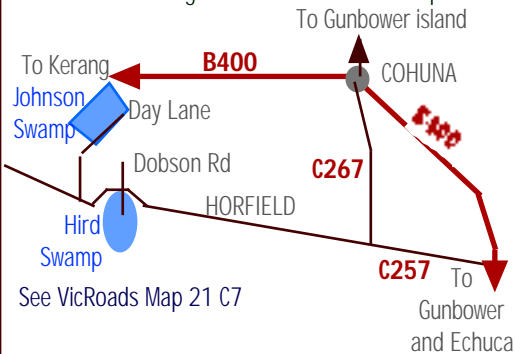 To Gunbower island
To Kerang
B400
COHUNA
Johnson
Swamp
Day Lane
B400
Dobson Rd
C267
HORFIELD
Hird
Swamp
C257
To
Gunbower
and Echuca
See VicRoads Map 21 C7